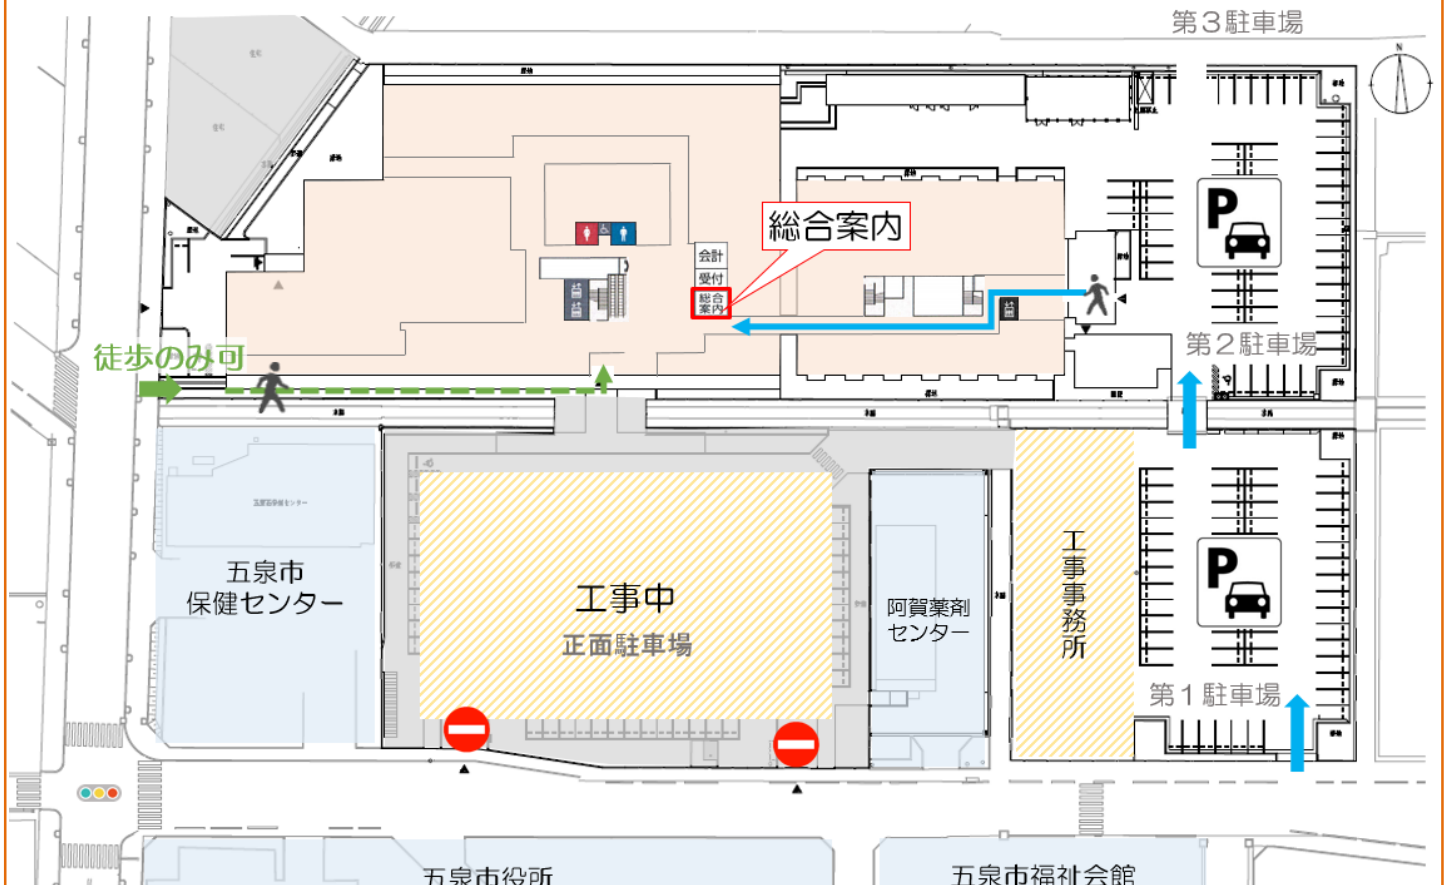 第3駐車場
N
P
総合案内
会計
受付
総合
案内
第2駐車場
徒歩のみ可
五泉市
保健センター
工事中
正面駐車場
阿賀薬剤
センター
工事事務所
P
第1駐車場
五泉市役所
五泉市福祉会館